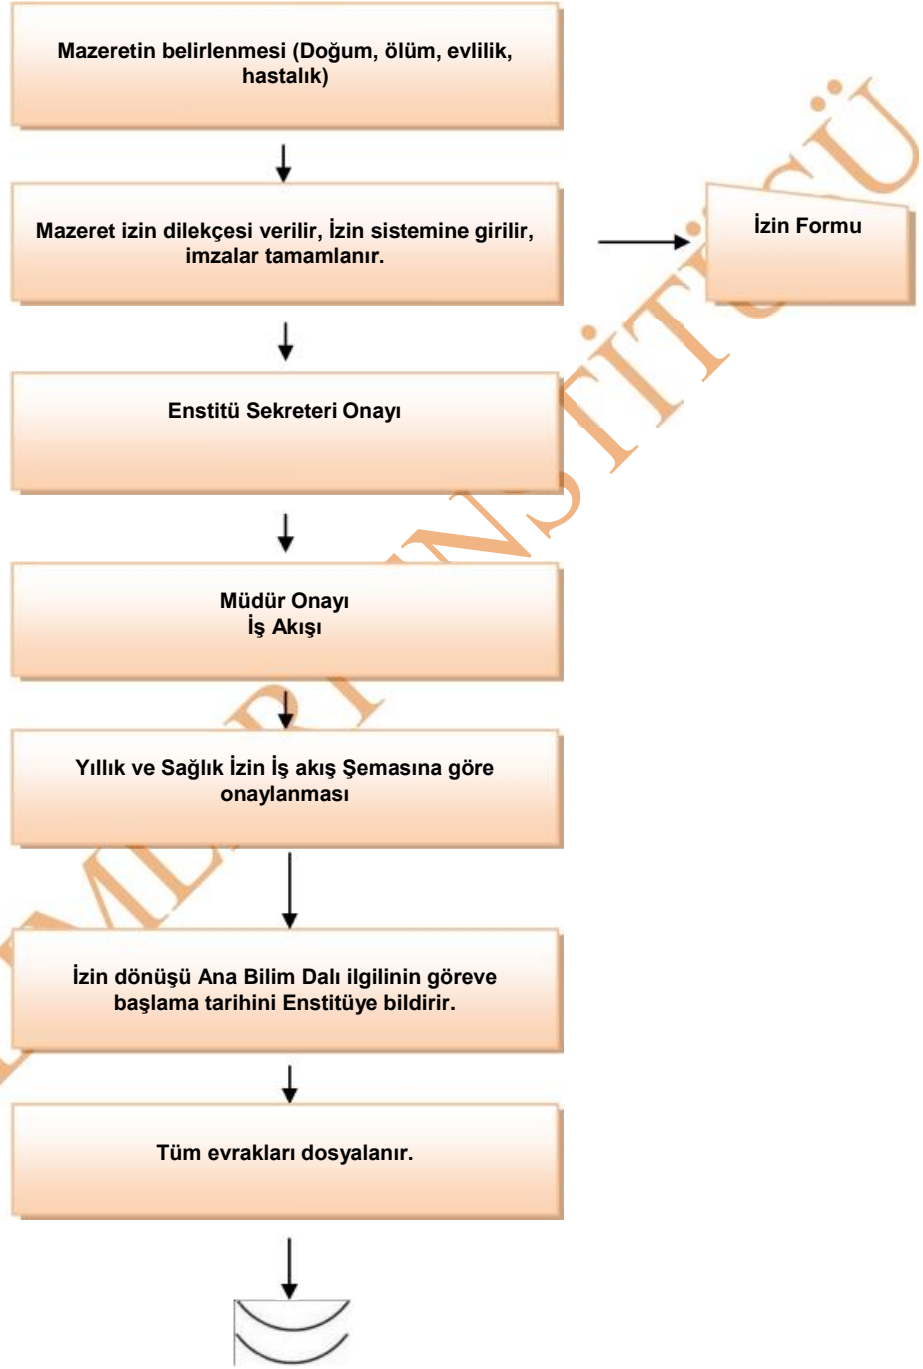 Mazeretin belirlenmesi (Doğum, ölüm, evlilik,
hastalık)
Mazeret izin dilekçesi verilir, İzin sistemine girilir,
imzalar tamamlanır.
İzin Formu
Enstitü Sekreteri Onayı
Müdür Onayı
İş Akışı
Yıllık ve Sağlık İzin İş akış Şemasına göre
onaylanması
İzin dönüşü Ana Bilim Dalı ilgilinin göreve
başlama tarihini Enstitüye bildirir.
Tüm evrakları dosyalanır.